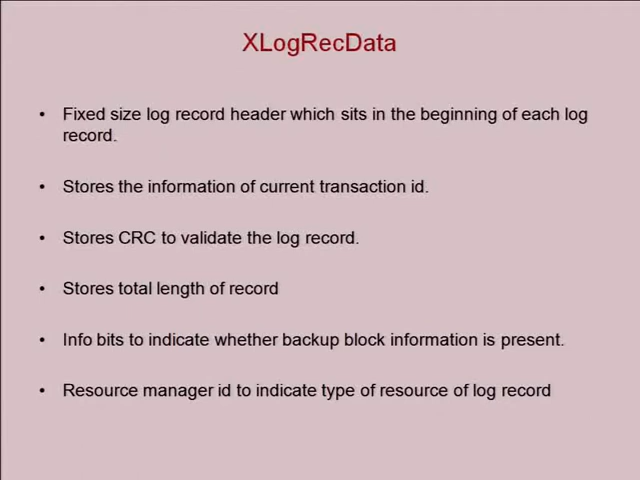 XLogRecData
• Fixed size log record header which sits in the beginning of each log
record.
• Stores the information of current transaction id.
• Stores CRC to validate the log record.
• Stores total length of record
• Info bits to indicate whether backup block information is present.
• Resource manager id to indicate type of resource of log record